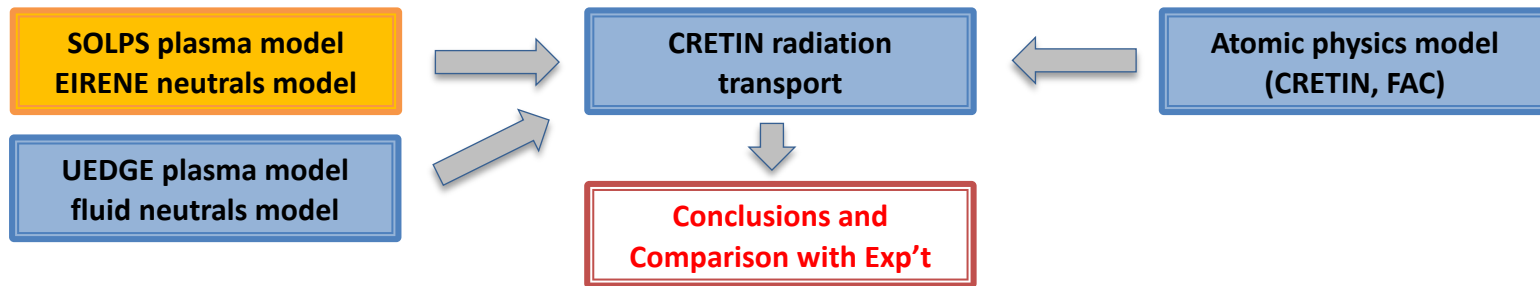 SOLPS plasma model
EIRENE neutrals model
CRETIN radiation
transport
Atomic physics model
(CRETIN, FAC)
UEDGE plasma model
fluid neutrals model
Conclusions and
Comparison with Exp’t